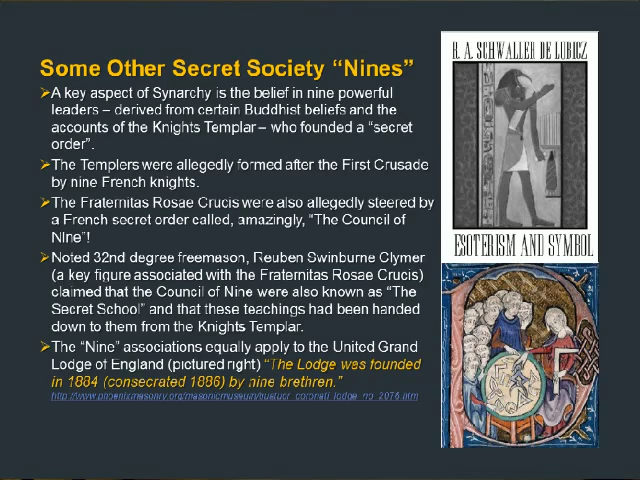 Some Other Secret Society “Nines”
➢A key aspect of Synarchy is the belief in nine powerful
leaders – derived from certain Buddhist beliefs and the
accounts of the Knights Templar – who founded a “secret
order”.
➢The Templers were allegedly formed after the First Crusade
by nine French knights.
➢The Fraternitas Rosae Crucis were also allegedly steered by
a French secret order called, amazingly, “The Council of
NIne”!
➢Noted 32nd degree freemason, Reuben Swinburne Clymer
(a key figure associated with the Fraternitas Rosae Crucis)
claimed that the Council of Nine were also known as “The
Secret School” and that these teachings had been handed
down to them from the Knights Templar.
➢The “Nine” associations equally apply to the United Grand
Lodge of England (pictured right) “The Lodge was founded
in 1884 (consecrated 1886) by nine brethren.”
R. A. SCHWALLER DE LUBICZ
ESOTERISM AND SYMBOL